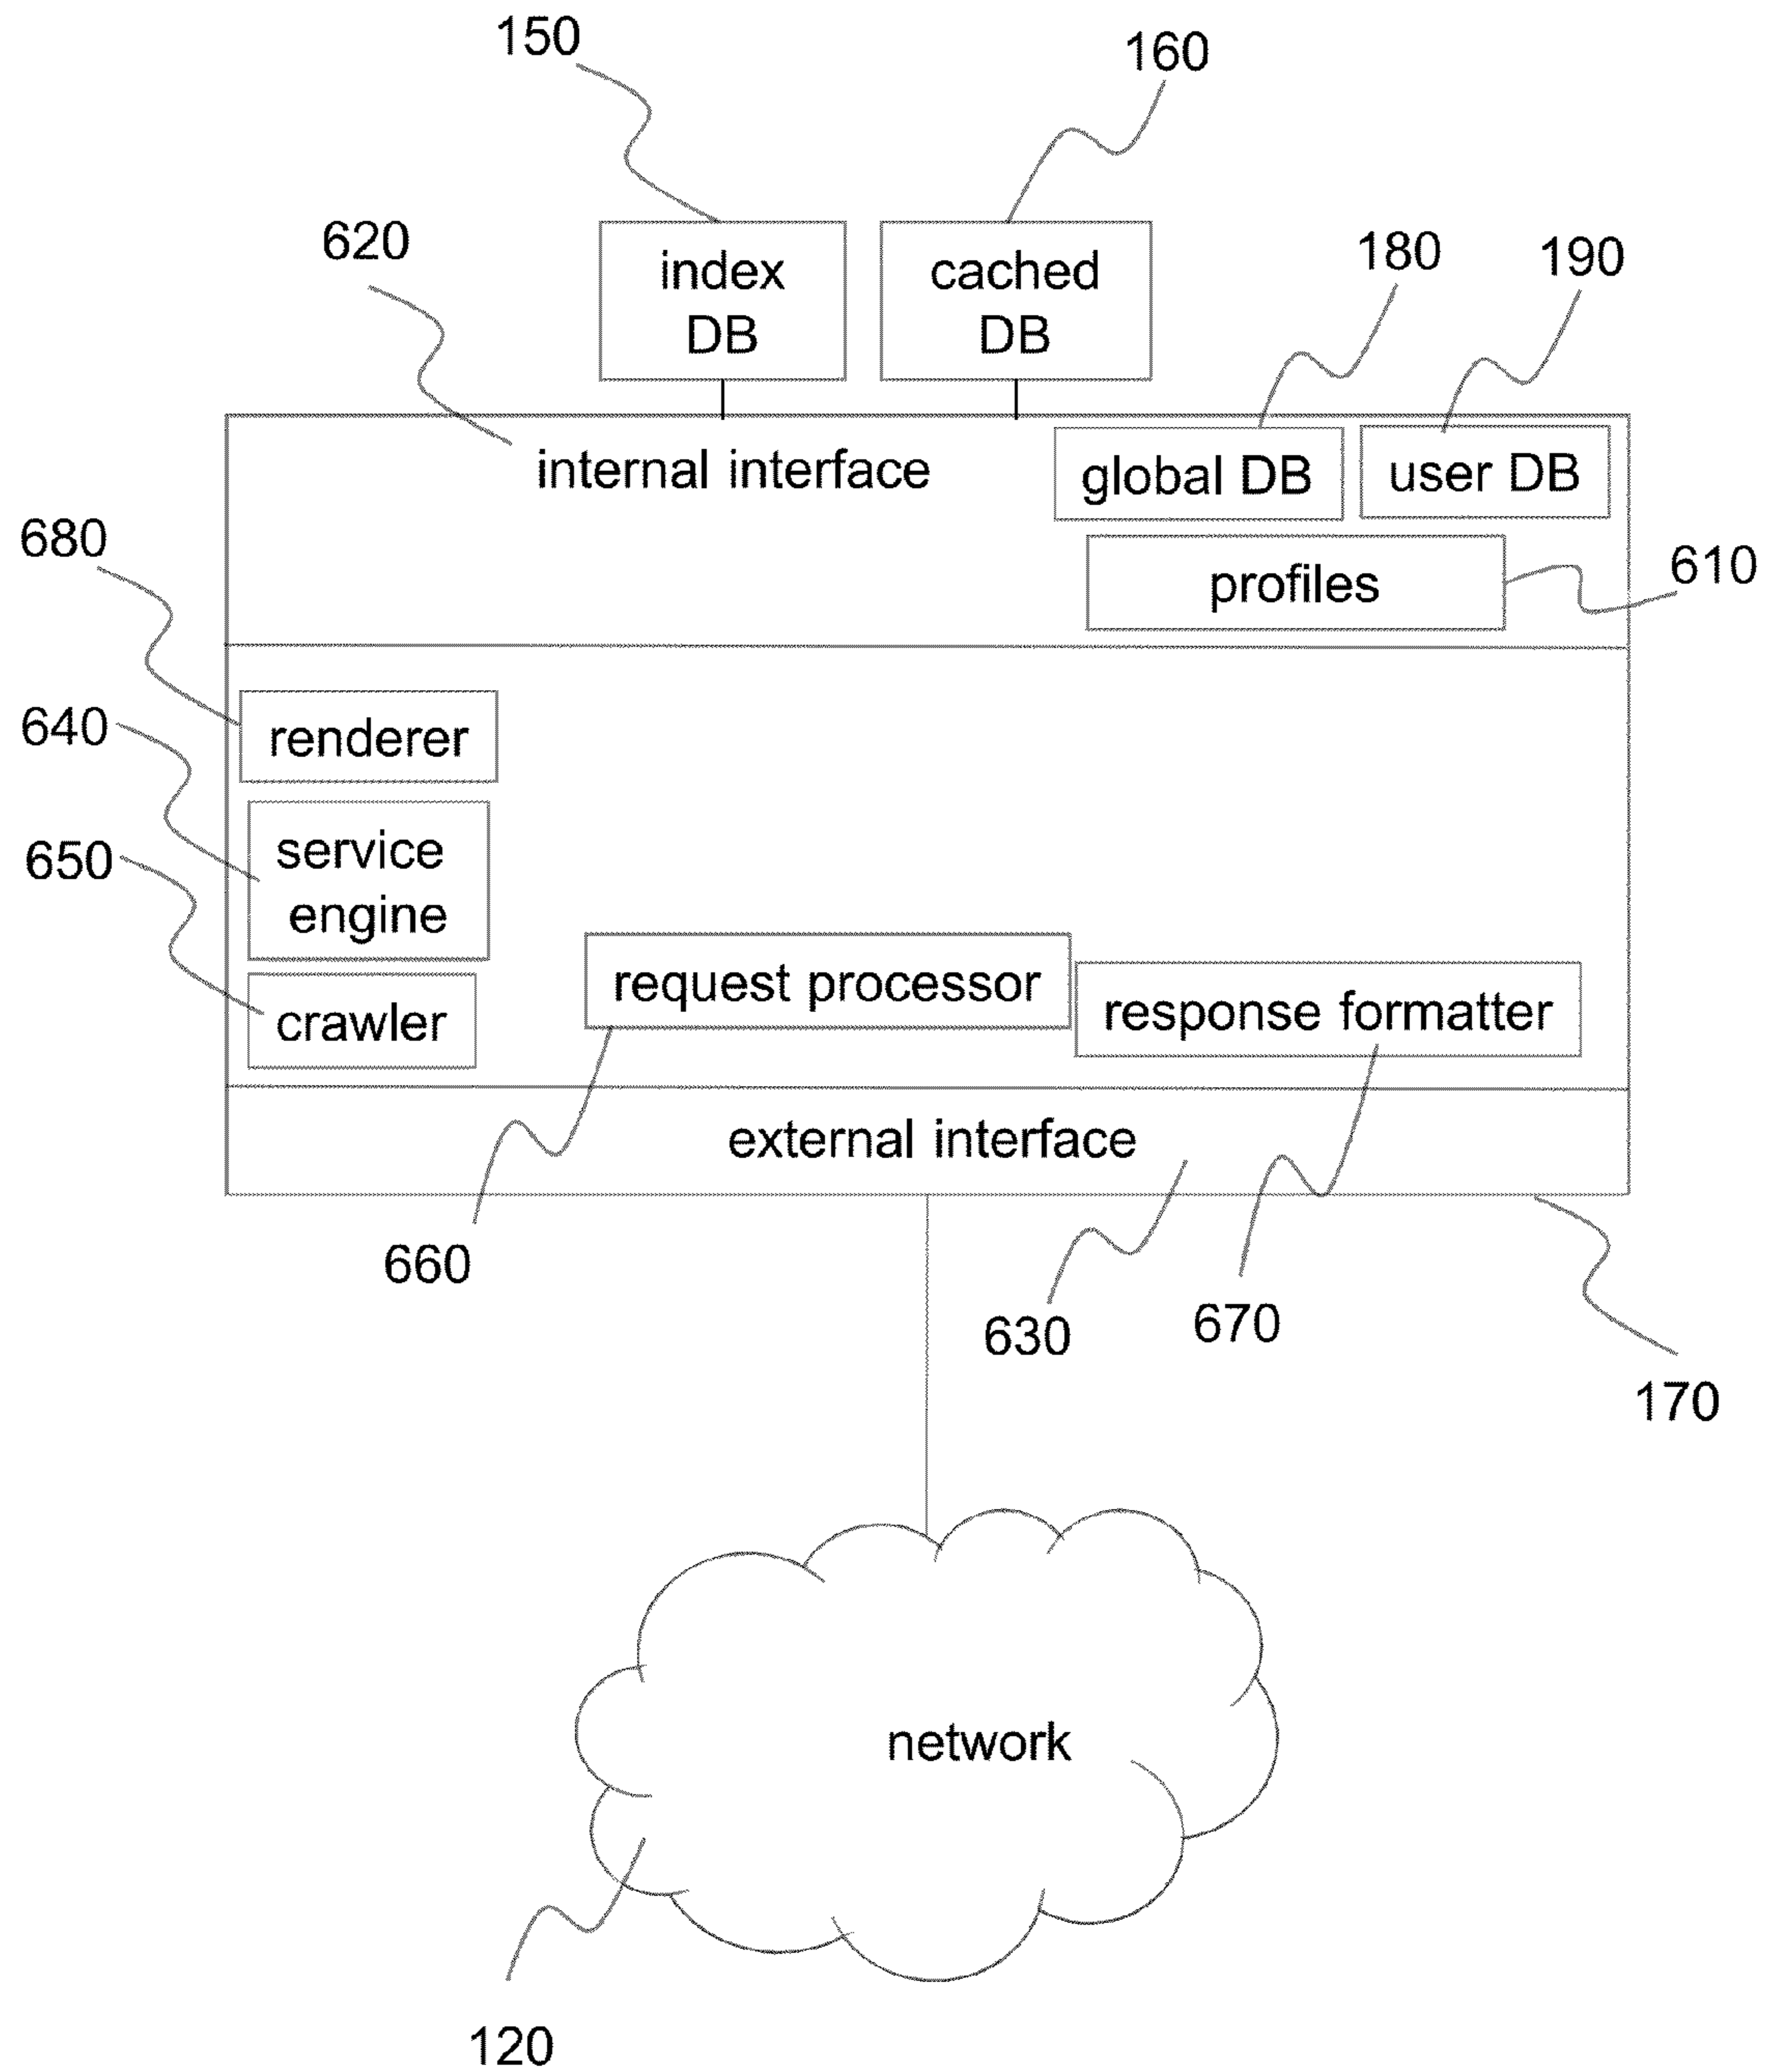 150
160
620
index
DB
cached
DB
180
190
internal interface
global DB
user DB
680
profiles
610
640
renderer
650
service
engine
request processor
crawler
response formatter
external interface
660
630
670
170
network
120